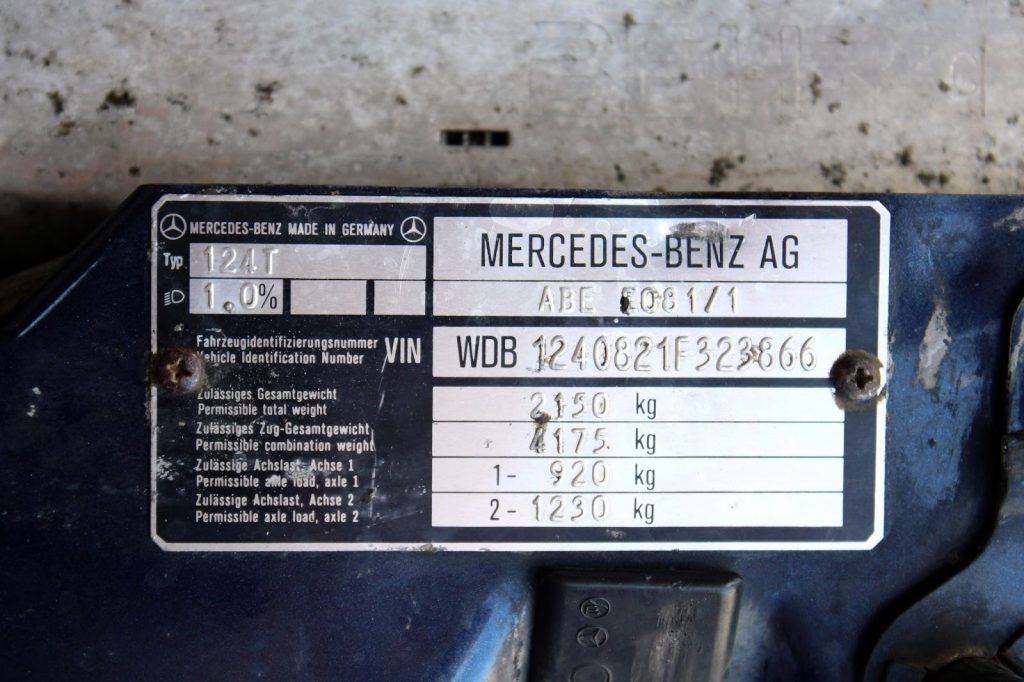 MERCEDES-BENZ MADE IN GERMANY
Typ 124T
1.0%
MERCEDES-BENZ AG
ABE E081/1
Fahrzeugidentifizierungsnummer
Vehicle Identification Number
VIN
WDB 1240821F323866
Zulässiges Gesamtgewicht
Permissible total weight
2150 kg
Zulässiges Zug-Gesamtgewicht
Permissible combination weight
4175 kg
Zulässige Achslast, Achse 1
Permissible axle load, axle 1
1- 920 kg
Zulässige Achslast, Achse 2
Permissible axle load, axle 2
2- 1230 kg